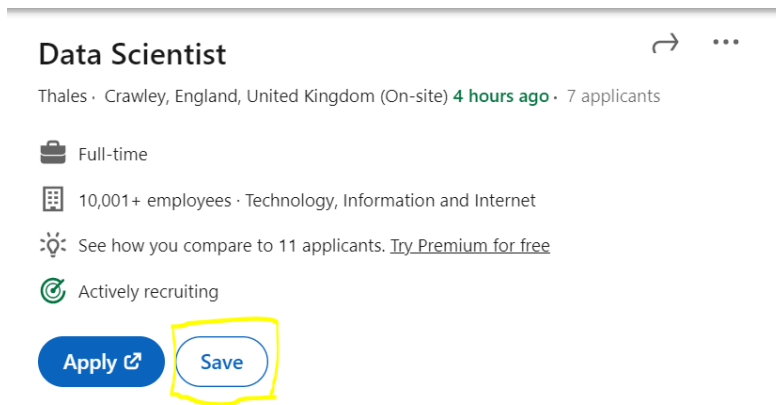 Data Scientist
Thales · Crawley, England, United Kingdom (On-site) 4 hours ago · 7 applicants
Full-time
10,001+ employees · Technology, Information and Internet
See how you compare to 11 applicants. Try Premium for free
Actively recruiting
Apply Save